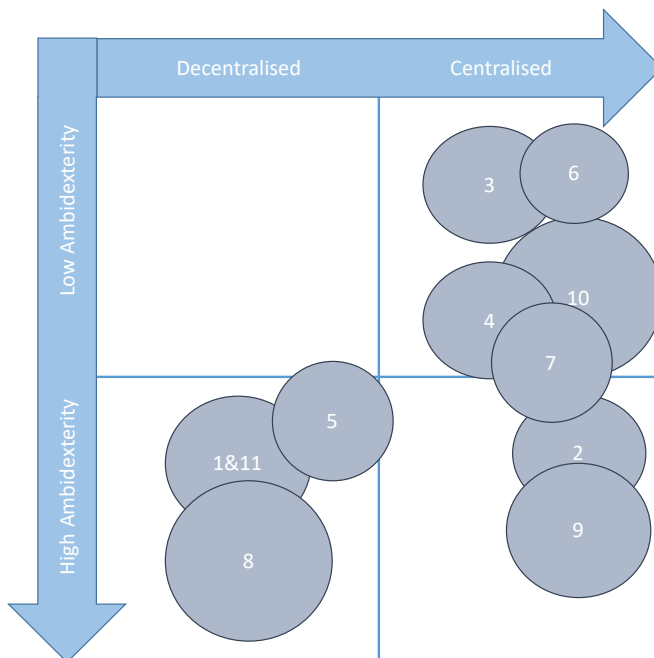 Decentralised
Centralised
Low Ambidexterity
High Ambidexterity
3
6
10
4
7
5
1&11
2
8
9